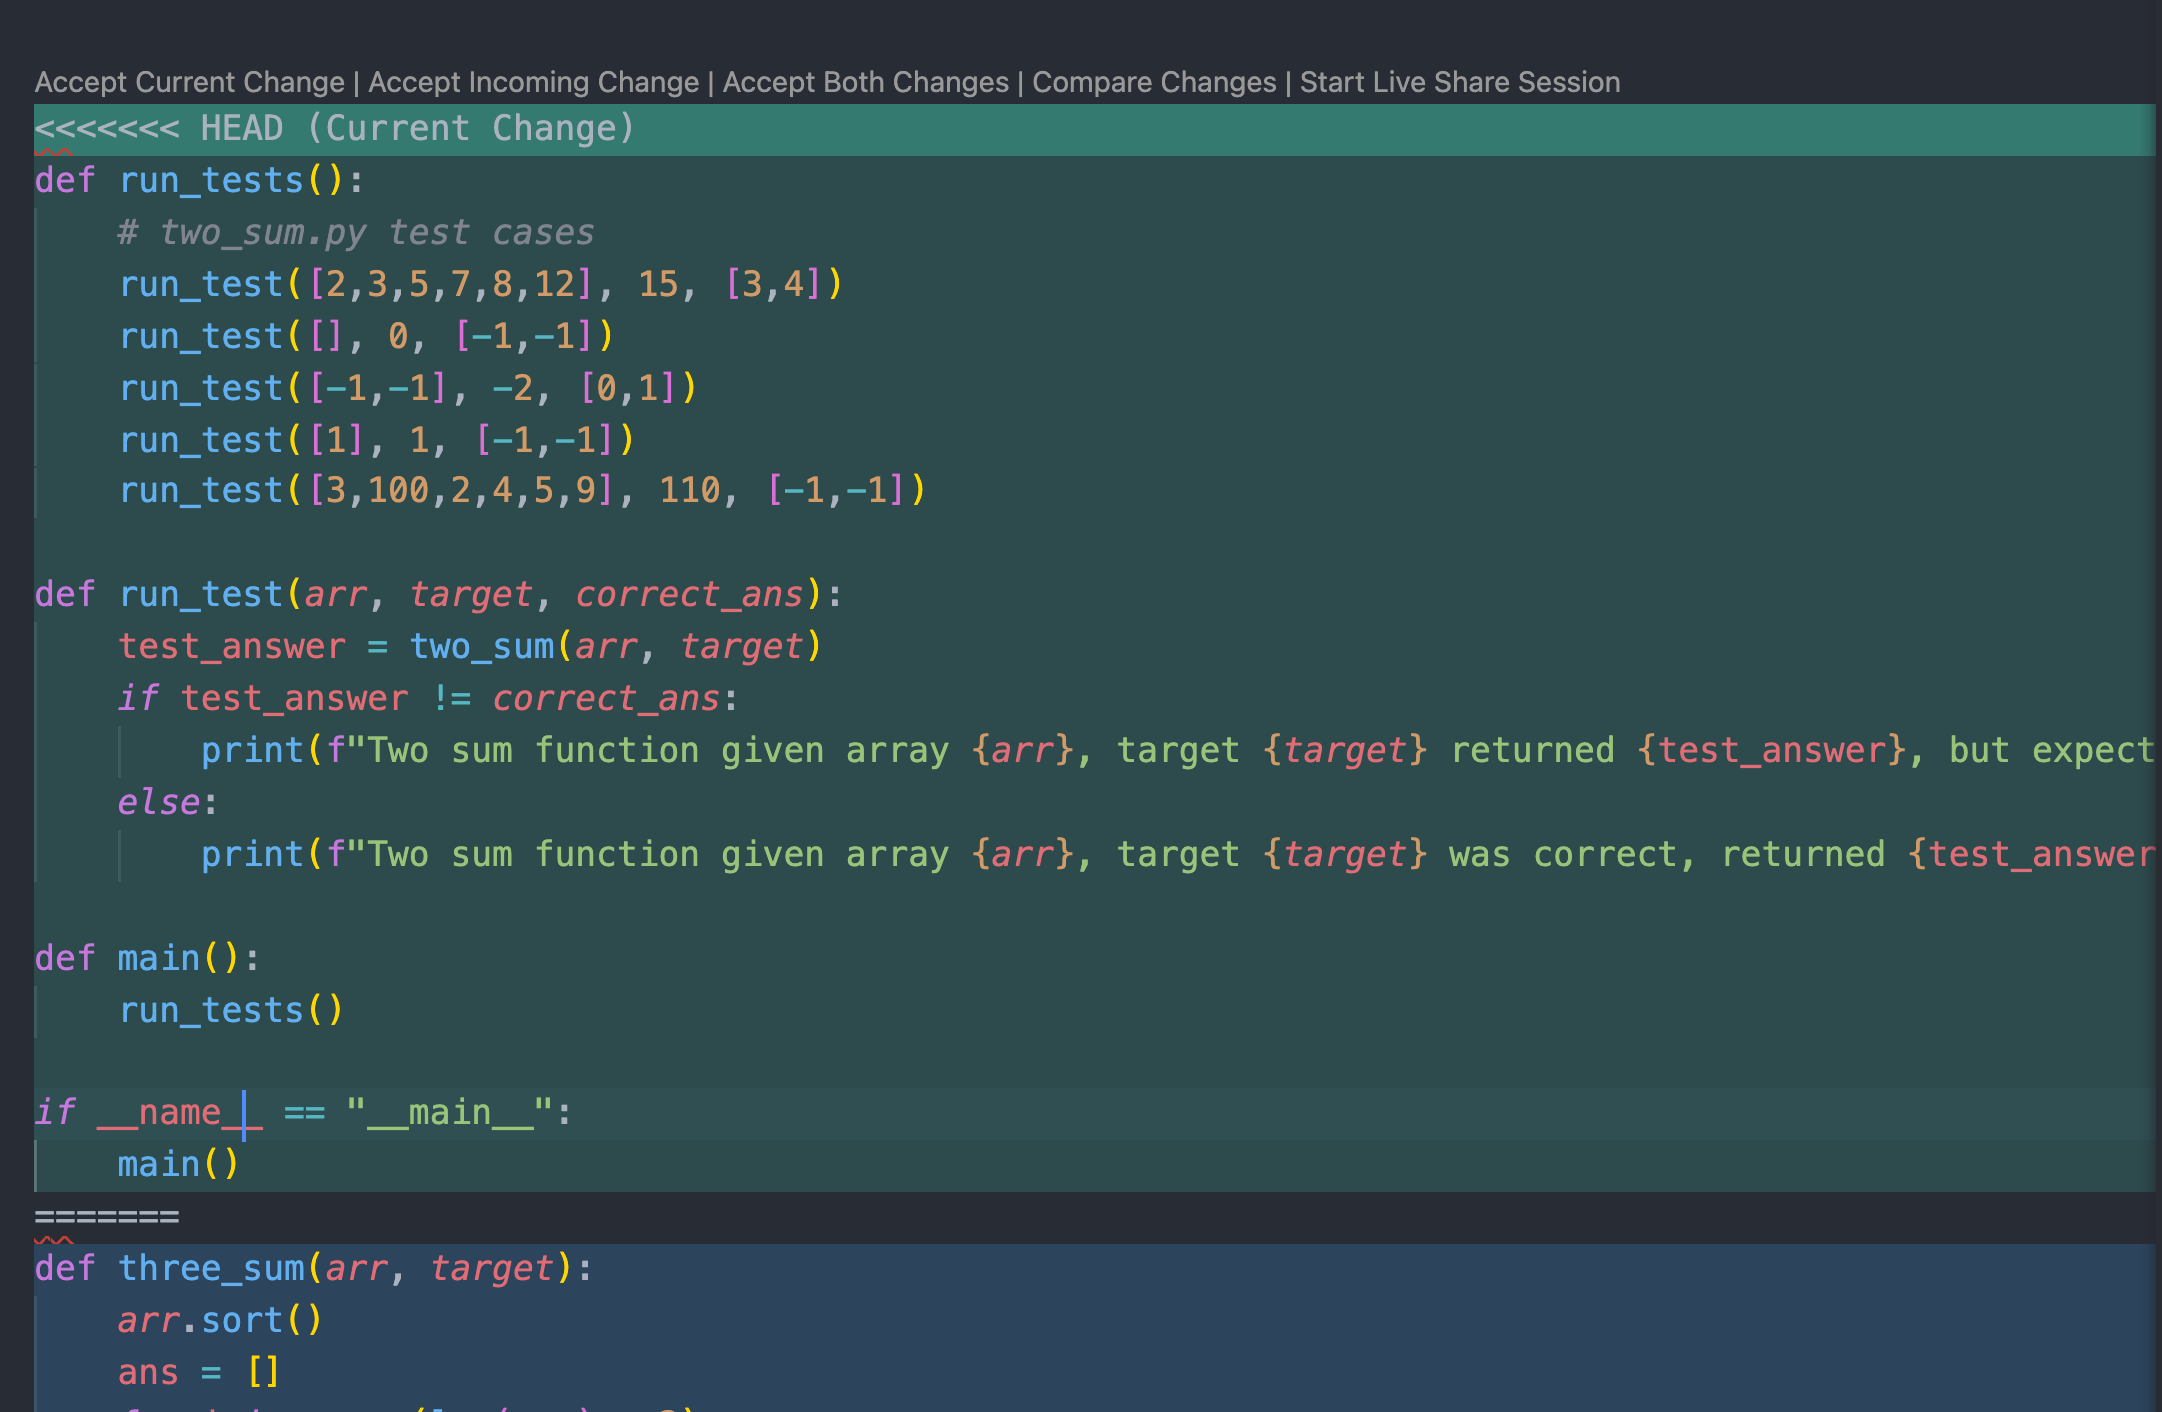 Accept Current Change | Accept Incoming Change | Accept Both Changes | Compare Changes | Start Live Share Session
<<<<<<< HEAD (Current Change)
def run_tests():
    # two_sum.py test cases
    run_test([2,3,5,7,8,12], 15, [3,4])
    run_test([], 0, [-1,-1])
    run_test([-1,-1], -2, [0,1])
    run_test([1], 1, [-1,-1])
    run_test([3,100,2,4,5,9], 110, [-1,-1])

def run_test(arr, target, correct_ans):
    test_answer = two_sum(arr, target)
    if test_answer != correct_ans:
        print(f"Two sum function given array {arr}, target {target} returned {test_answer}, but expect
    else:
        print(f"Two sum function given array {arr}, target {target} was correct, returned {test_answer

def main():
    run_tests()

if __name__ == "__main__":
    main()
=======
def three_sum(arr, target):
    arr.sort()
    ans = []